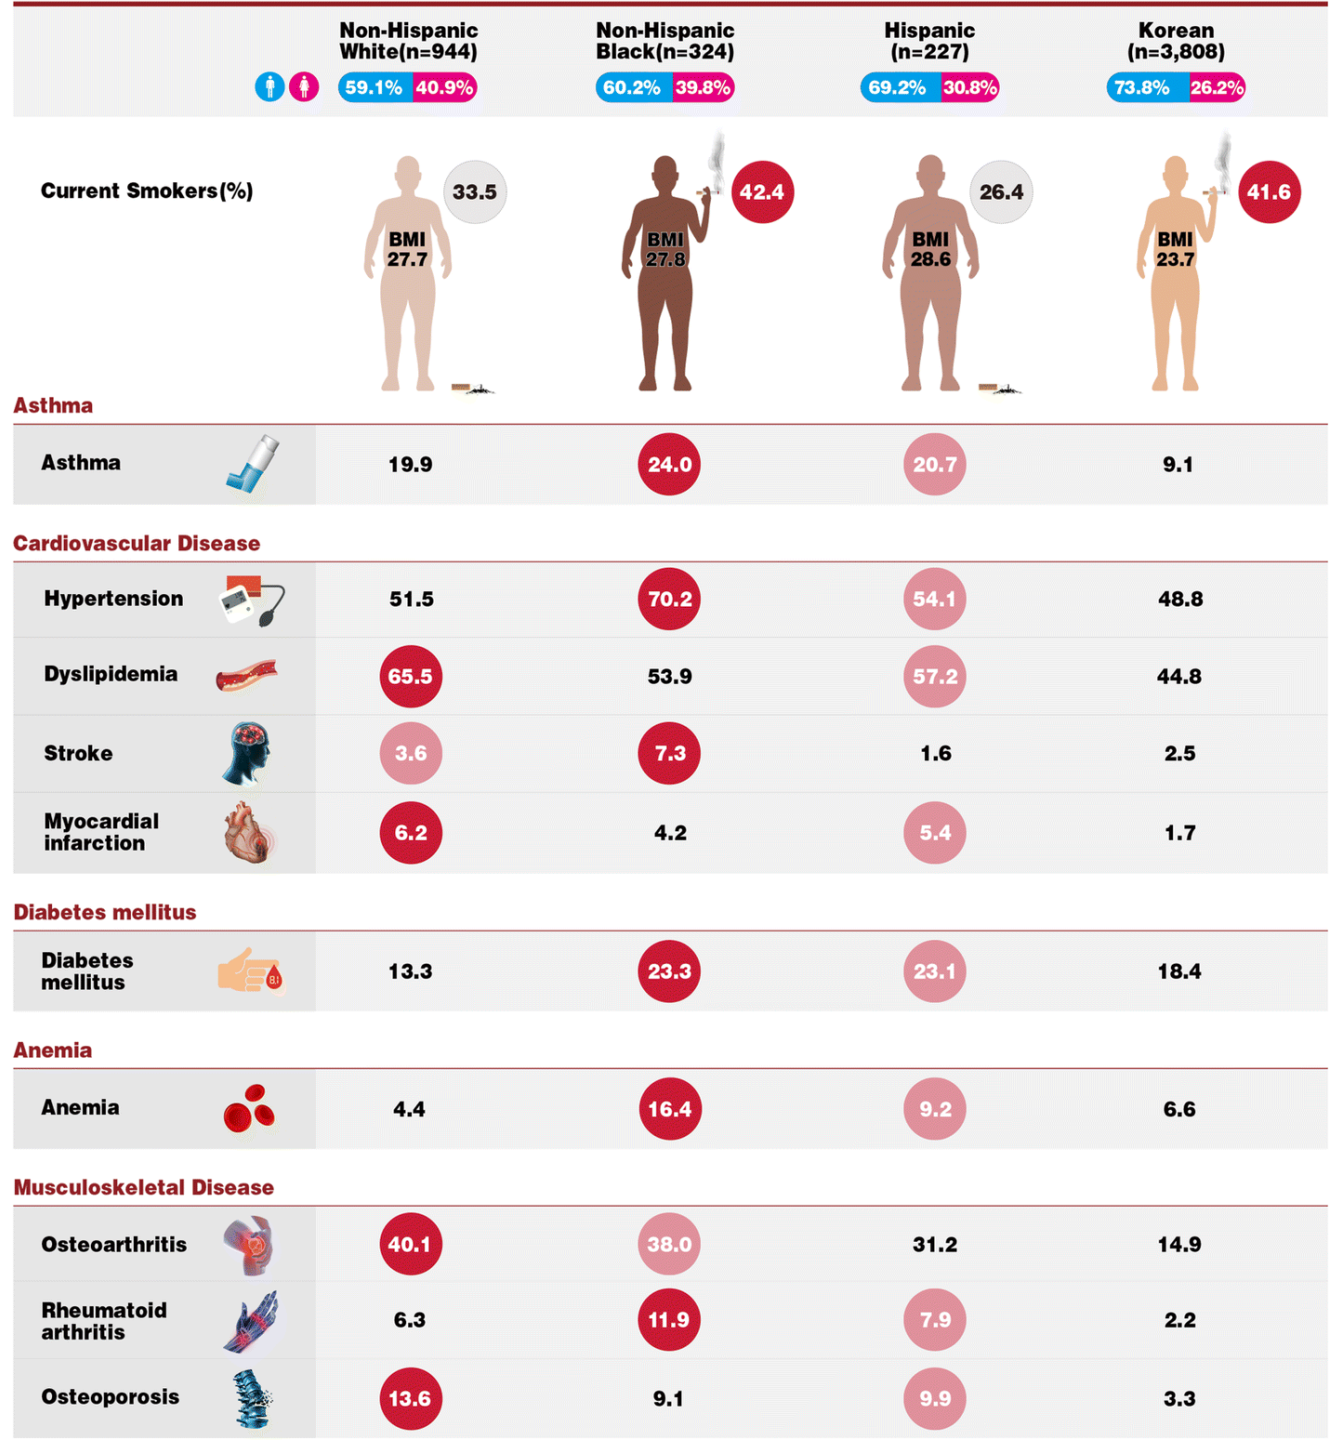 Non-Hispanic White(n=944)
Non-Hispanic Black(n=324)
Hispanic (n=227)
Korean (n=3,808)
59.1% 40.9% 60.2% 39.8% 69.2% 30.8% 73.8% 26.2%
Current Smokers(%) 33.5 42.4 26.4 41.6
BMI 27.7
BMI 27.8
BMI 28.6
BMI 23.7
Asthma
Asthma 19.9 24.0 20.7 9.1
Cardiovascular Disease
Hypertension 51.5 70.2 54.1 48.8
Dyslipidemia 65.5 53.9 57.2 44.8
Stroke 3.6 7.3 1.6 2.5
Myocardial infarction 6.2 4.2 5.4 1.7
Diabetes mellitus
Diabetes mellitus 13.3 23.3 23.1 18.4
Anemia
Anemia 4.4 16.4 9.2 6.6
Musculoskeletal Disease
Osteoarthritis 40.1 38.0 31.2 14.9
Rheumatoid arthritis 6.3 11.9 7.9 2.2
Osteoporosis 13.6 9.1 9.9 3.3